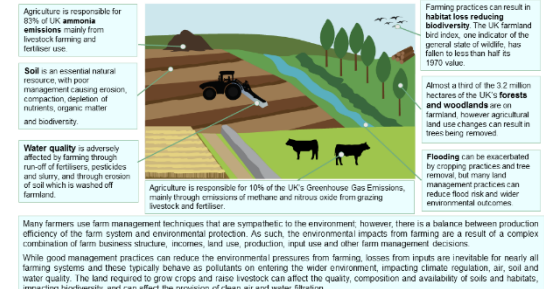 Agriculture is responsible for
83% of UK ammonia
emissions mainly from
livestock farming and
fertiliser use.
Soil is an essential natural
resource, with poor
management causing erosion,
compaction, depletion of
nutrients, organic matter
and biodiversity.
Water quality is adversely
affected by farming through
run-off of fertilisers, pesticides
and slurry, and through erosion
of soil which is washed off
farmland.
Agriculture is responsible for 10% of the UK's Greenhouse Gas Emissions,
mainly through emissions of methane and nitrous oxide from grazing
livestock and fertiliser.
Farming practices can result in
habitat loss reducing
biodiversity. The UK farmland
bird index, one indicator of the
general state of wildlife, has
fallen to less than half its
1970 value.
Almost a third of the 3.2 million
hectares of the UK's forests
and woodlands are on
farmland, however agricultural
land use changes can result in
trees being removed.
Flooding can be exacerbated
by cropping practices and tree
removal, but many land
management practices can
reduce flood risk and wider
environmental outcomes.
Many farmers use farm management techniques that are sympathetic to the environment; however, there is a balance between production
efficiency of the farm system and environmental protection. As such, the environmental impacts from farming are a result of a complex
combination of farm business structure, incomes, land use, production, input use and other farm management decisions.
While good management practices can reduce the environmental pressures from farming, losses from inputs are inevitable for nearly all
farming systems and these typically behave as pollutants on entering the wider environment, impacting climate regulation, air, soil and
water quality. The land required to grow crops and raise livestock can affect the quality, composition and availability of soils and habitats,
impacting biodiversity and can affect the provision of clean air and water filtration.